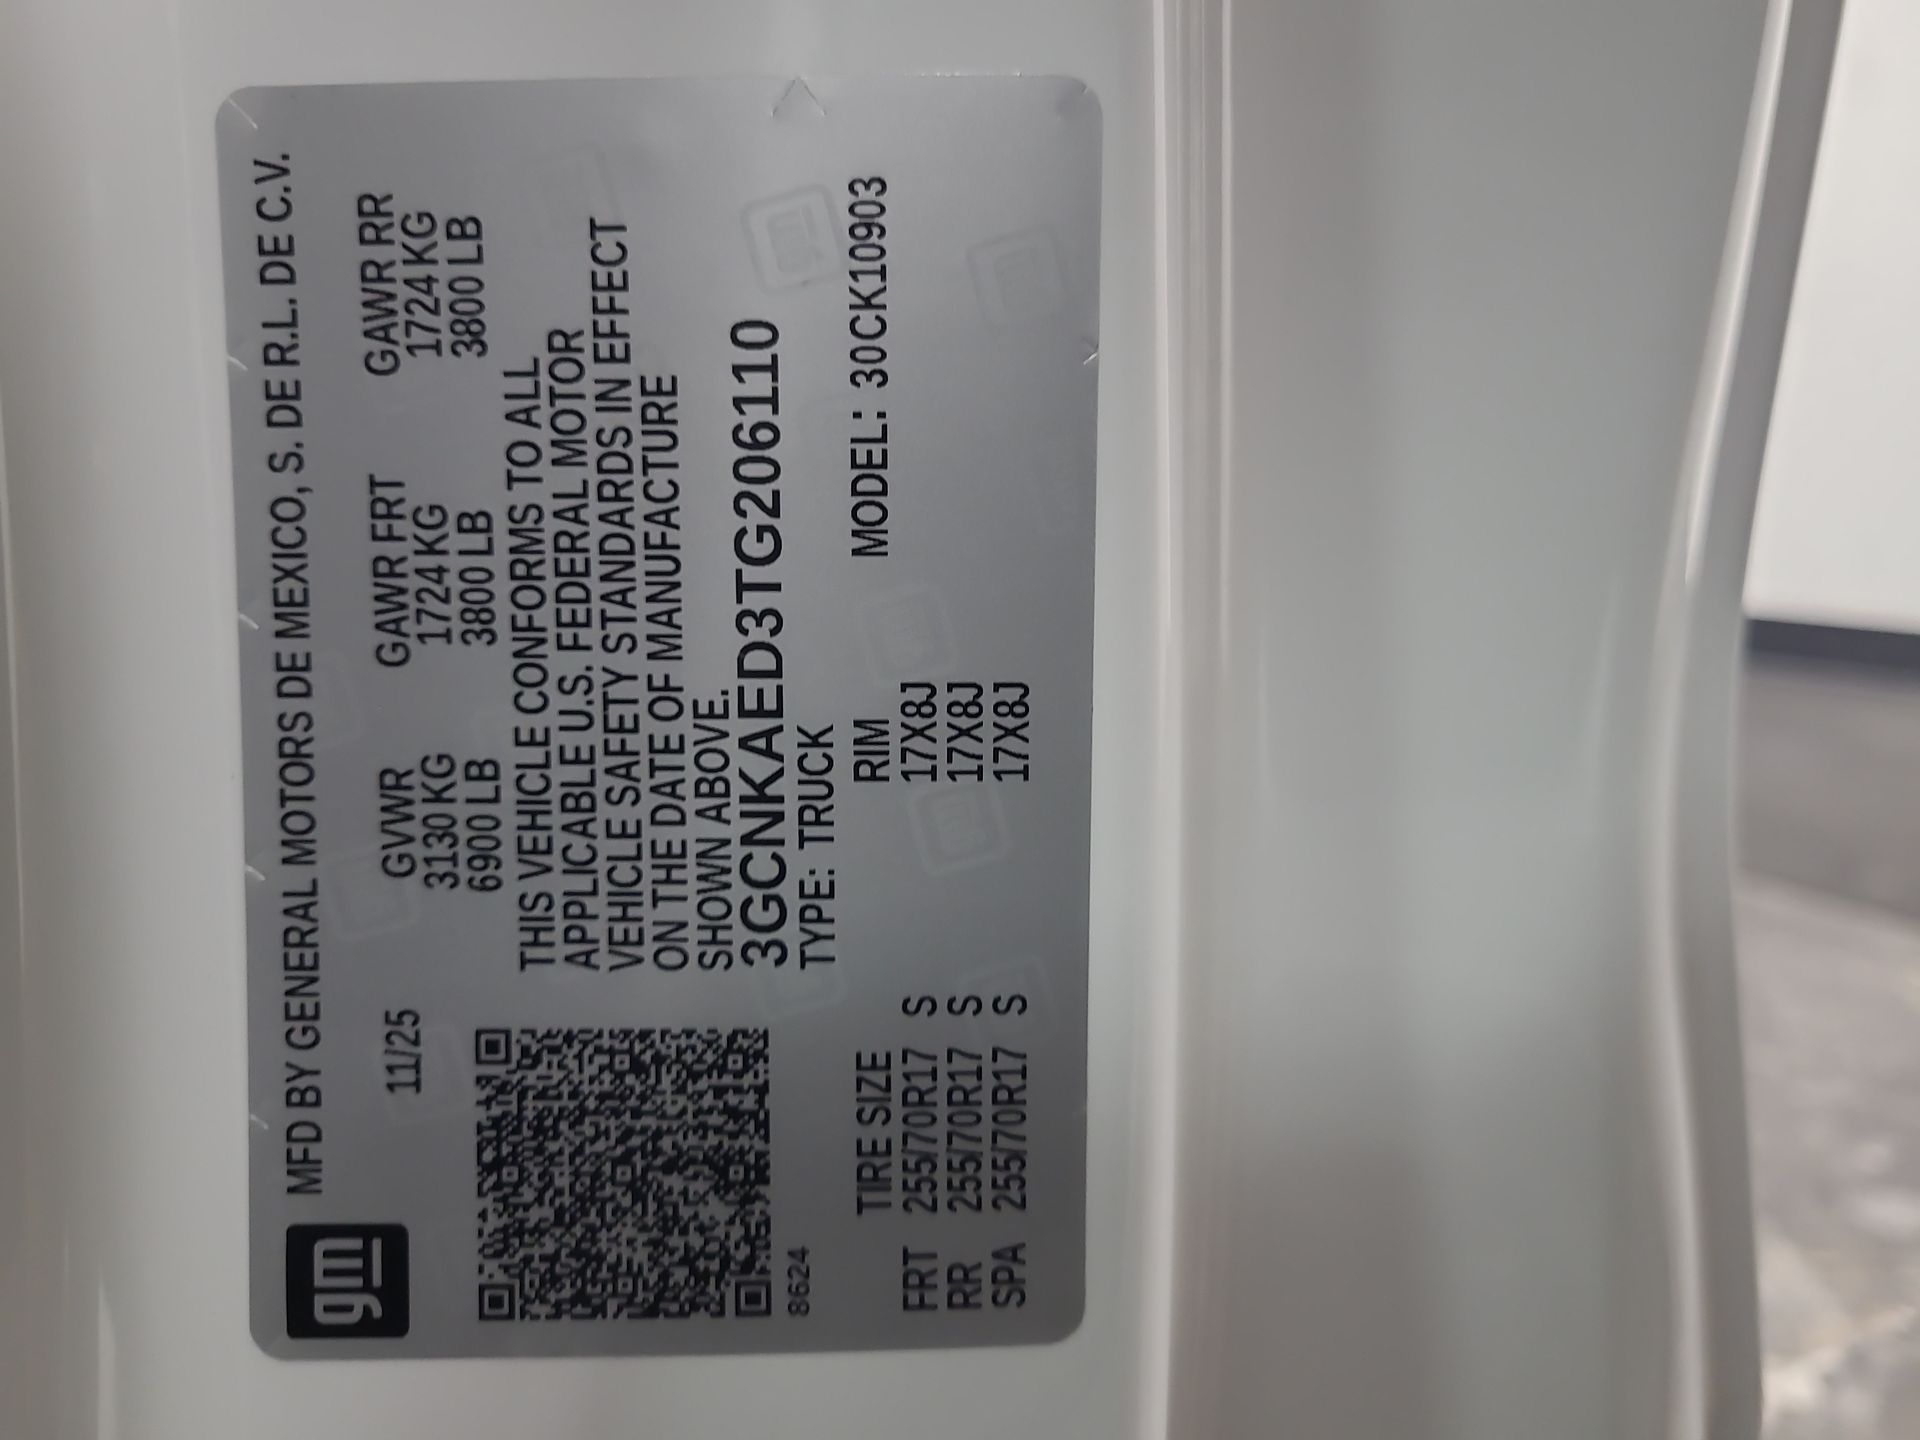 gm
MFD BY GENERAL MOTORS DE MEXICO, S. DE R.L. DE C.V.
11/25
GVWR GAWR FRT GAWR RR
3130 KG 1724 KG 1724 KG
6900 LB 3800 LB 3800 LB
THIS VEHICLE CONFORMS TO ALL
APPLICABLE U.S. FEDERAL MOTOR
VEHICLE SAFETY STANDARDS IN EFFECT
ON THE DATE OF MANUFACTURE
SHOWN ABOVE.
3GCNKAED3TG206110
TYPE: TRUCK
8624
TIRE SIZE RIM MODEL: 30CK10903
FRT 255/70R17 S 17X8J
RR 255/70R17 S 17X8J
SPA 255/70R17 S 17X8J